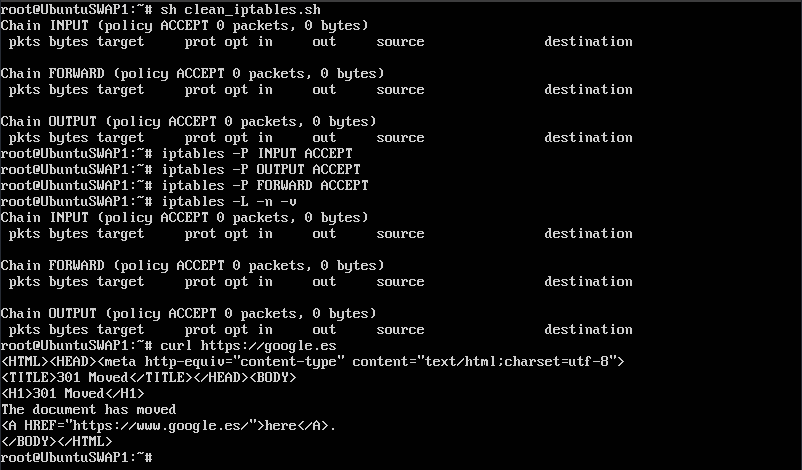 root@UbuntuSWAP1:~# sh clean_iptables.sh
Chain INPUT (policy ACCEPT 0 packets, 0 bytes)
 pkts bytes target     prot opt in     out     source               destination

Chain FORWARD (policy ACCEPT 0 packets, 0 bytes)
 pkts bytes target     prot opt in     out     source               destination

Chain OUTPUT (policy ACCEPT 0 packets, 0 bytes)
 pkts bytes target     prot opt in     out     source               destination
root@UbuntuSWAP1:~# iptables -P INPUT ACCEPT
root@UbuntuSWAP1:~# iptables -P OUTPUT ACCEPT
root@UbuntuSWAP1:~# iptables -P FORWARD ACCEPT
root@UbuntuSWAP1:~# iptables -L -n -v
Chain INPUT (policy ACCEPT 0 packets, 0 bytes)
 pkts bytes target     prot opt in     out     source               destination

Chain FORWARD (policy ACCEPT 0 packets, 0 bytes)
 pkts bytes target     prot opt in     out     source               destination

Chain OUTPUT (policy ACCEPT 0 packets, 0 bytes)
 pkts bytes target     prot opt in     out     source               destination
root@UbuntuSWAP1:~# curl https://google.es
<HTML><HEAD><meta http-equiv="content-type" content="text/html;charset=utf-8">
<TITLE>301 Moved</TITLE></HEAD><BODY>
<H1>301 Moved</H1>
The document has moved
<A HREF="https://www.google.es/">here</A>.
</BODY></HTML>
root@UbuntuSWAP1:~#